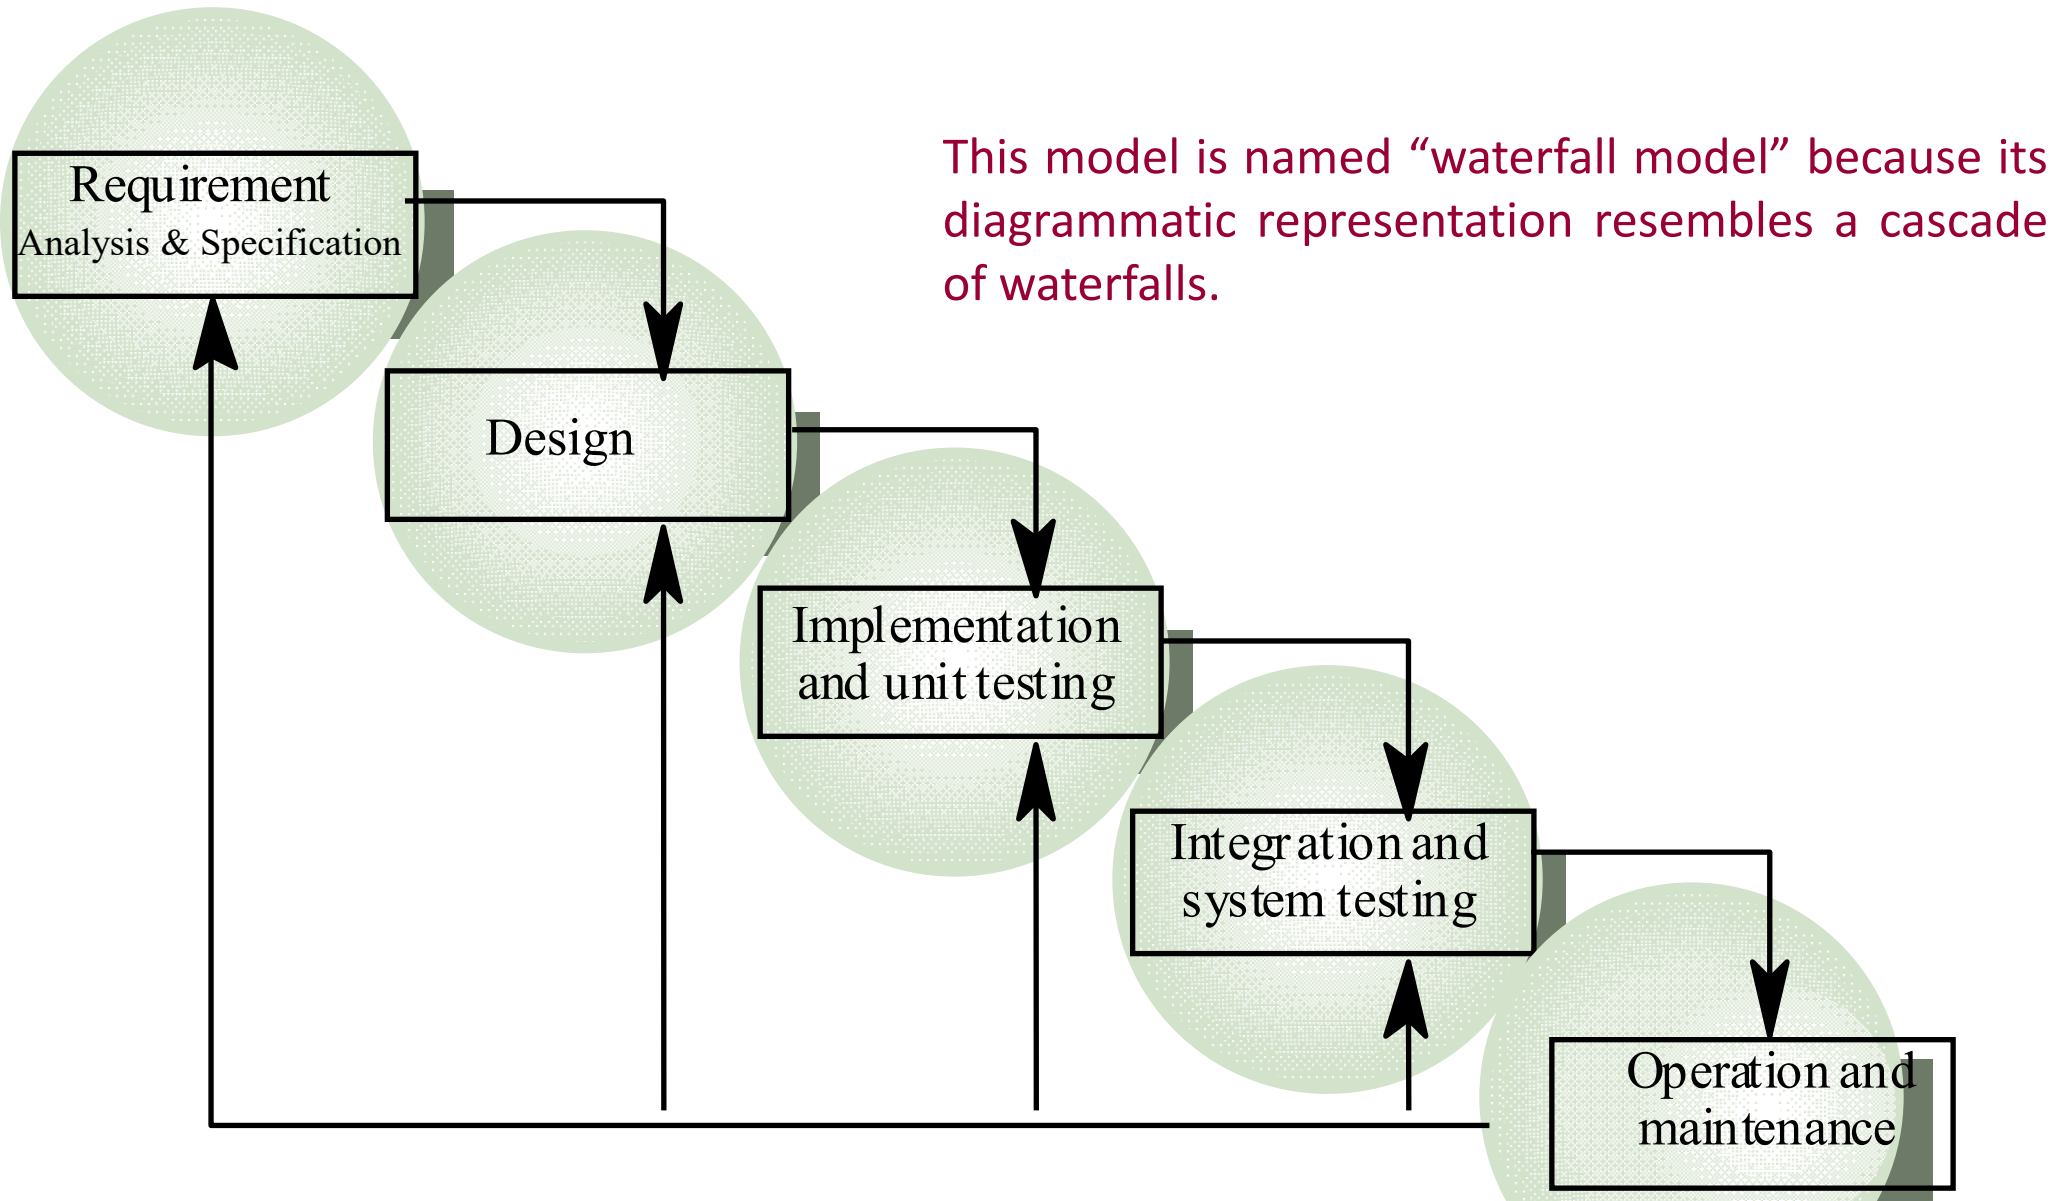 Requirement
Analysis & Specification
This model is named “waterfall model” because its
diagrammatic representation resembles a cascade
of waterfalls.
Design
Implementation
and unit testing
Integration and
system testing
Operation and
maintenance